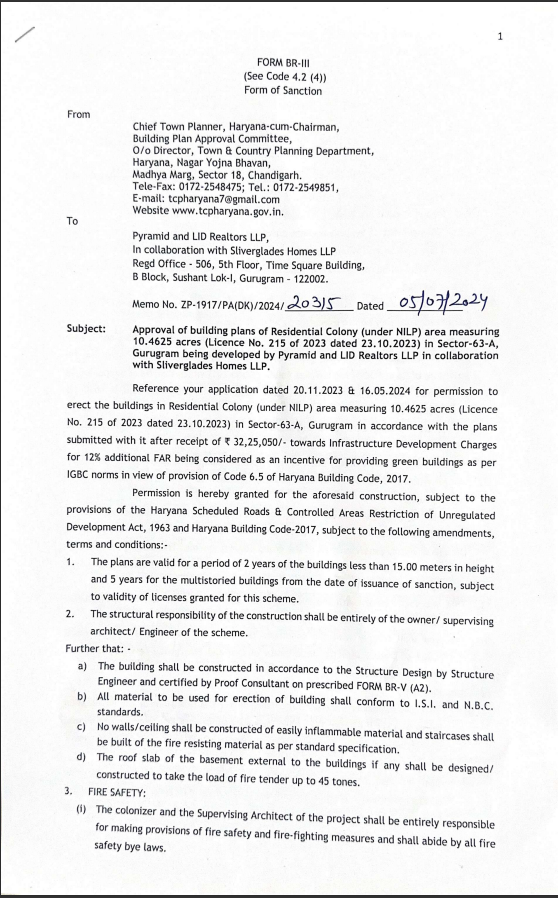 1
FORM BR-III
(See Code 4.2 (4))
Form of Sanction
From
Chief Town Planner, Haryana-cum-Chairman,
Building Plan Approval Committee,
O/o Director, Town & Country Planning Department,
Haryana, Nagar Yojna Bhavan,
Madhya Marg, Sector 18, Chandigarh.
Tele-Fax: 0172-2548475; Tel.: 0172-2549851,
E-mail: tcpharyana7@gmail.com
Website www.tcpharyana.gov.in.
To
Pyramid and LID Realtors LLP,
In collaboration with Sliverglades Homes LLP
Regd Office - 506, 5th Floor, Time Square Building,
B Block, Sushant Lok-I, Gurugram - 122002.
Memo No. ZP-1917/PA(DK)/2024/ 20315 Dated 05/07/2024
Subject: Approval of building plans of Residential Colony (under NILP) area measuring
10.4625 acres (Licence No. 215 of 2023 dated 23.10.2023) in Sector-63-A,
Gurugram being developed by Pyramid and LID Realtors LLP in collaboration
with Sliverglades Homes LLP.
Reference your application dated 20.11.2023 & 16.05.2024 for permission to
erect the buildings in Residential Colony (under NILP) area measuring 10.4625 acres (Licence
No. 215 of 2023 dated 23.10.2023) in Sector-63-A, Gurugram in accordance with the plans
submitted with it after receipt of ₹ 32,25,050/- towards Infrastructure Development Charges
for 12% additional FAR being considered as an incentive for providing green buildings as per
IGBC norms in view of provision of Code 6.5 of Haryana Building Code, 2017.
Permission is hereby granted for the aforesaid construction, subject to the
provisions of the Haryana Scheduled Roads & Controlled Areas Restriction of Unregulated
Development Act, 1963 and Haryana Building Code-2017, subject to the following amendments,
terms and conditions:-
1. The plans are valid for a period of 2 years of the buildings less than 15.00 meters in height
and 5 years for the multistoried buildings from the date of issuance of sanction, subject
to validity of licenses granted for this scheme.
2. The structural responsibility of the construction shall be entirely of the owner/ supervising
architect/ Engineer of the scheme.
Further that: -
a) The building shall be constructed in accordance to the Structure Design by Structure
Engineer and certified by Proof Consultant on prescribed FORM BR-V (A2).
b) All material to be used for erection of building shall conform to I.S.I. and N.B.C.
standards.
c) No walls/ceiling shall be constructed of easily inflammable material and staircases shall
be built of the fire resisting material as per standard specification.
d) The roof slab of the basement external to the buildings if any shall be designed/
constructed to take the load of fire tender up to 45 tones.
3. FIRE SAFETY:
(i) The colonizer and the Supervising Architect of the project shall be entirely responsible
for making provisions of fire safety and fire-fighting measures and shall abide by all fire
safety bye laws.